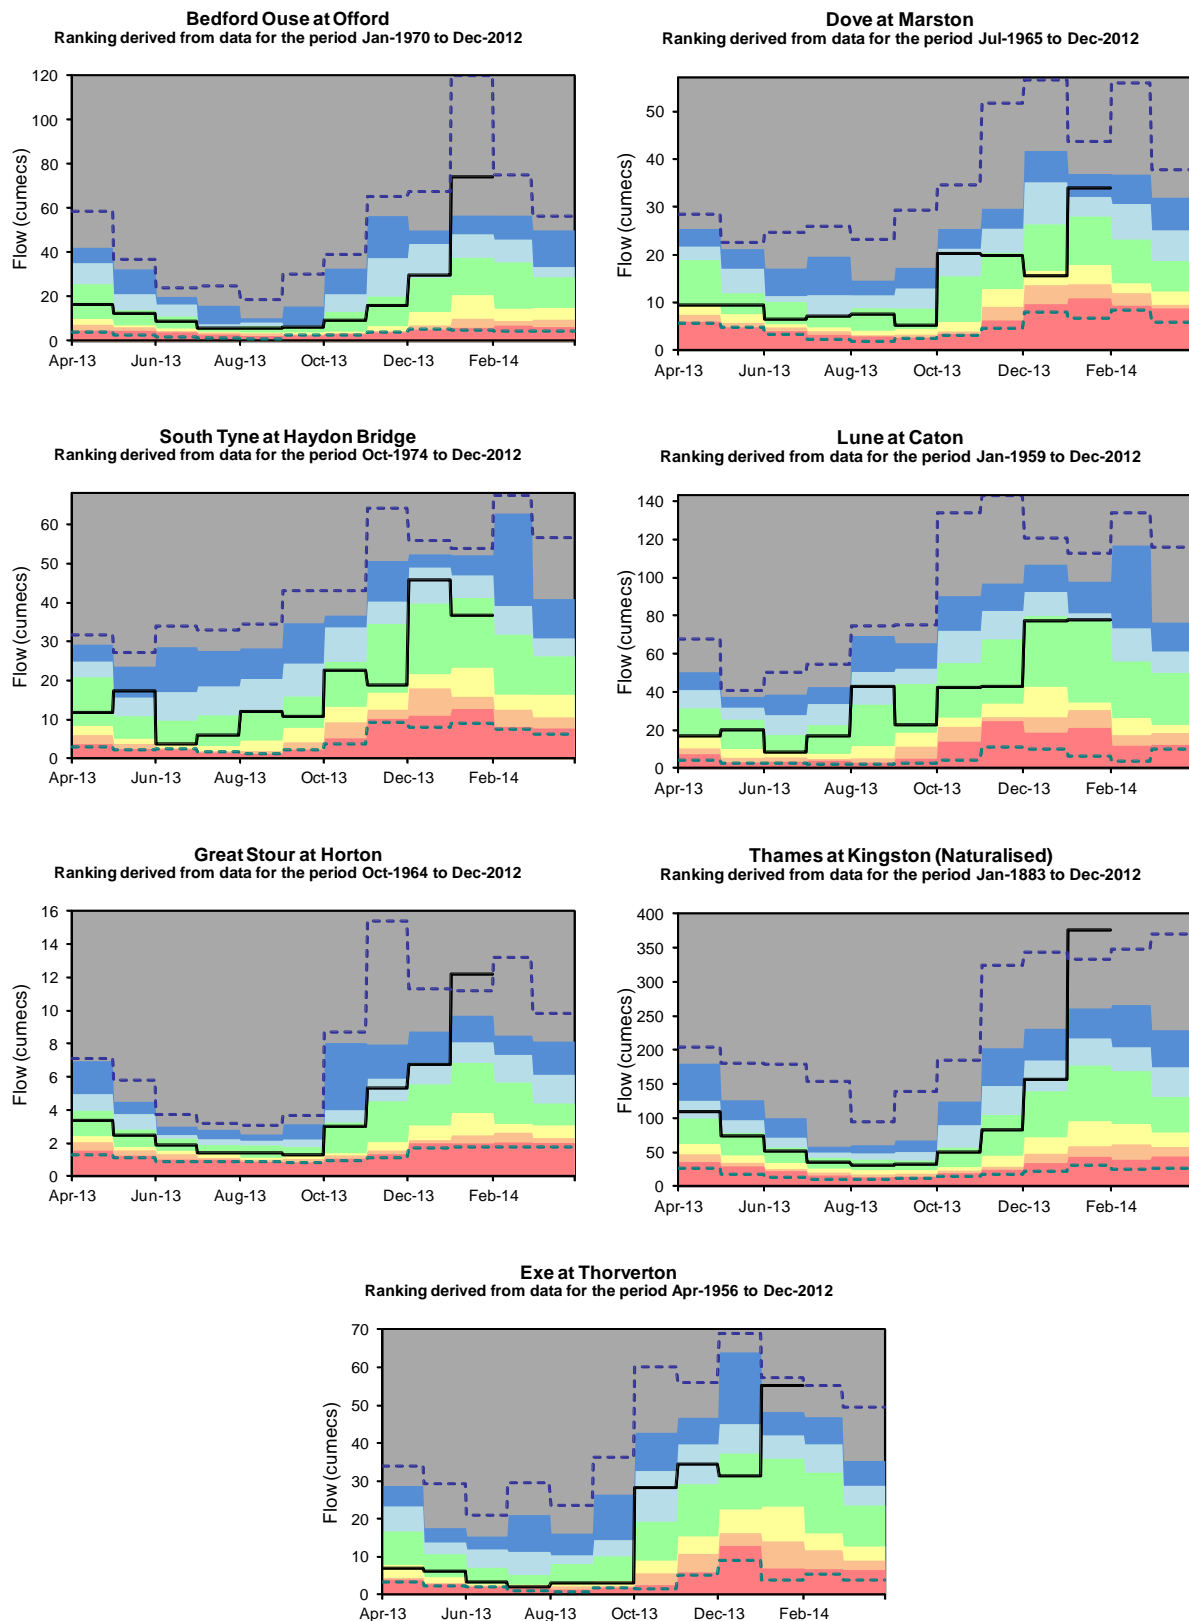 Bedford Ouse at Offord
Ranking derived from data for the period Jan-1970 to Dec-2012
Flow (cumecs)
120
100
80
60
40
20
0
Apr-13 Jun-13 Aug-13 Oct-13 Dec-13 Feb-14
Dove at Marston
Ranking derived from data for the period Jul-1965 to Dec-2012
Flow (cumecs)
50
40
30
20
10
0
Apr-13 Jun-13 Aug-13 Oct-13 Dec-13 Feb-14
South Tyne at Haydon Bridge
Ranking derived from data for the period Oct-1974 to Dec-2012
Flow (cumecs)
60
50
40
30
20
10
0
Apr-13 Jun-13 Aug-13 Oct-13 Dec-13 Feb-14
Lune at Caton
Ranking derived from data for the period Jan-1959 to Dec-2012
Flow (cumecs)
140
120
100
80
60
40
20
0
Apr-13 Jun-13 Aug-13 Oct-13 Dec-13 Feb-14
Great Stour at Horton
Ranking derived from data for the period Oct-1964 to Dec-2012
Flow (cumecs)
16
14
12
10
8
6
4
2
0
Apr-13 Jun-13 Aug-13 Oct-13 Dec-13 Feb-14
Thames at Kingston (Naturalised)
Ranking derived from data for the period Jan-1883 to Dec-2012
Flow (cumecs)
400
350
300
250
200
150
100
50
0
Apr-13 Jun-13 Aug-13 Oct-13 Dec-13 Feb-14
Exe at Thorverton
Ranking derived from data for the period Apr-1956 to Dec-2012
Flow (cumecs)
70
60
50
40
30
20
10
0
Apr-13 Jun-13 Aug-13 Oct-13 Dec-13 Feb-14